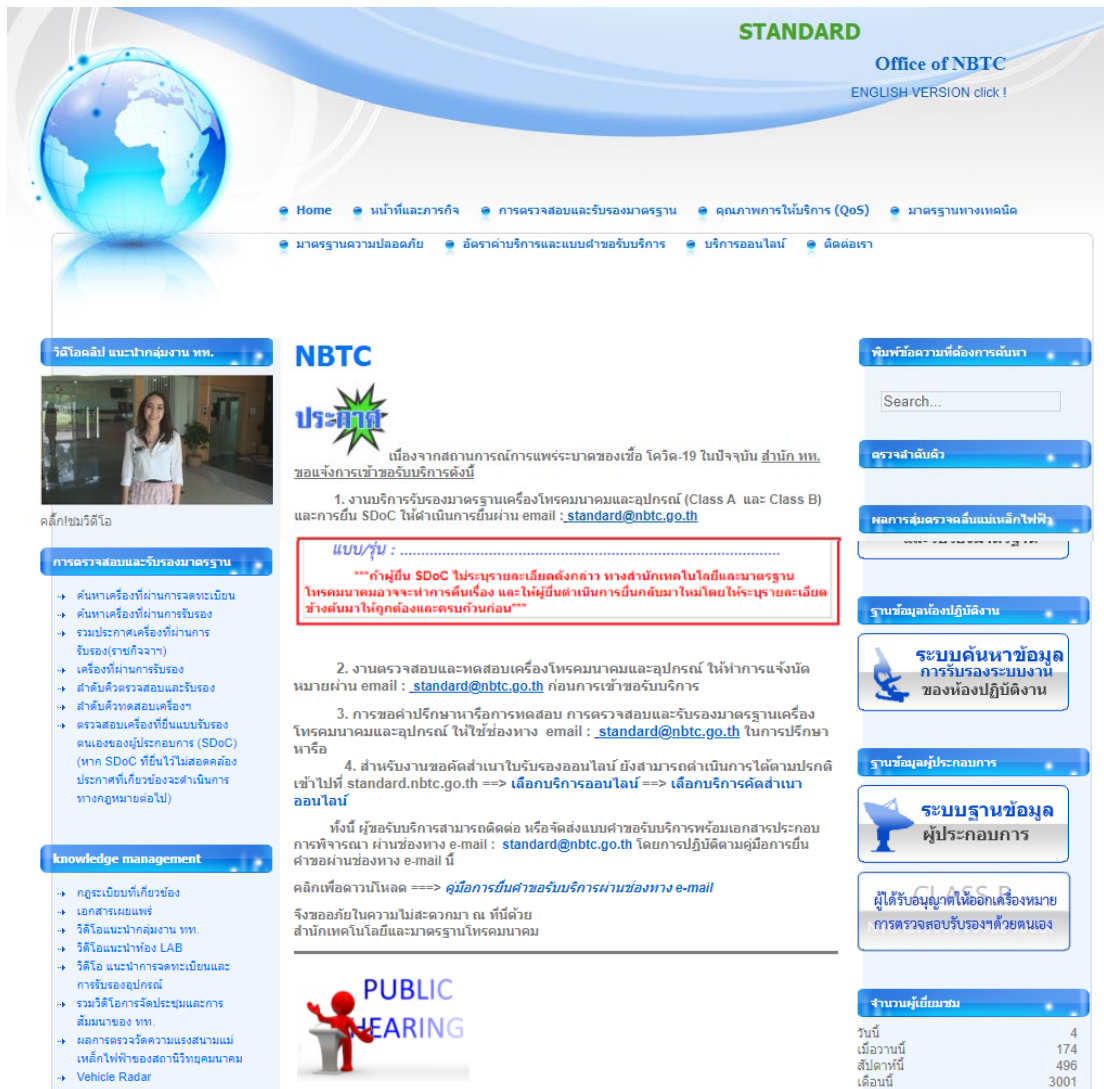 STANDARD
Office of NBTC
ENGLISH VERSION click !
Home
หน้าที่และภารกิจ
การตรวจสอบและรับรองมาตรฐาน
คุณภาพการให้บริการ (QoS)
มาตรฐานทางเทคนิค
มาตรฐานความปลอดภัย
อัตราค่าบริการและแบบคำขอรับบริการ
บริการออนไลน์
ติดต่อเรา
วิดีโอคลิป แนะนำกลุ่มงาน ทท.
คลิ๊ก!ชมวิดีโอ
การตรวจสอบและรับรองมาตรฐาน
ค้นหาเครื่องที่ผ่านการจดทะเบียน
ค้นหาเครื่องที่ผ่านการรับรอง
รวมประกาศเครื่องที่ผ่านการ
รับรอง(ราชกิจจาฯ)
เครื่องที่ผ่านการรับรอง
ลำดับคิวตรวจสอบและรับรอง
ลำดับคิวทดสอบเครื่องฯ
ตรวจสอบเครื่องที่ยื่นแบบรับรอง
ตนเองของผู้ประกอบการ (SDoC)
(หาก SDoC ที่ยื่นไว้ไม่สอดคล้อง
ประกาศที่เกี่ยวข้องจะดำเนินการ
ทางกฎหมายต่อไป)
knowledge management
กฎระเบียบที่เกี่ยวข้อง
เอกสารเผยแพร่
วิดีโอแนะนำกลุ่มงาน ทท.
วิดีโอแนะนำห้อง LAB
วิดีโอ แนะนำการจดทะเบียนและ
การรับรองอุปกรณ์
รวมวิดีโอการจัดประชุมและการ
สัมมนาของ ทท.
ผลการตรวจวัดความแรงสนามแม่
เหล็กไฟฟ้าของสถานีวิทยุคมนาคม
Vehicle Radar
NBTC
ประกาศ
เนื่องจากสถานการณ์การแพร่ระบาดของเชื้อ โควิด-19 ในปัจจุบัน สำนัก ทท.
ขอแจ้งการเข้าขอรับบริการดังนี้
1. งานบริการรับรองมาตรฐานเครื่องโทรคมนาคมและอุปกรณ์ (Class A และ Class B)
และการยื่น SDoC ให้ดำเนินการยื่นผ่าน email : standard@nbtc.go.th
แบบ/รุ่น : ..........................................................................................
***ถ้าผู้ยื่น SDoC ไม่ระบุรายละเอียดดังกล่าว ทางสำนักเทคโนโลยีและมาตรฐาน
โทรคมนาคมอาจจะทำการคืนเรื่อง และให้ผู้ยื่นดำเนินการยื่นกลับมาใหม่โดยให้ระบุรายละเอียด
ข้างต้นมาให้ถูกต้องและครบถ้วนก่อน***
2. งานตรวจสอบและทดสอบเครื่องโทรคมนาคมและอุปกรณ์ ให้ทำการแจ้งนัด
หมายผ่าน email : standard@nbtc.go.th ก่อนการเข้าขอรับบริการ
3. การขอคำปรึกษาหารือการทดสอบ การตรวจสอบและรับรองมาตรฐานเครื่อง
โทรคมนาคมและอุปกรณ์ ให้ใช้ช่องทาง email : standard@nbtc.go.th ในการปรึกษา
หารือ
4. สำหรับงานขอคัดสำเนาใบรับรองออนไลน์ ยังสามารถดำเนินการได้ตามปรกติ
เข้าไปที่ standard.nbtc.go.th ==> เลือกบริการออนไลน์ ==> เลือกบริการคัดสำเนา
ออนไลน์
ทั้งนี้ ผู้ขอรับบริการสามารถติดต่อ หรือจัดส่งแบบคำขอรับบริการพร้อมเอกสารประกอบ
การพิจารณา ผ่านช่องทาง e-mail : standard@nbtc.go.th โดยการปฏิบัติตามคู่มือการยื่น
คำขอผ่านช่องทาง e-mail นี้
คลิกเพื่อดาวน์โหลด ===> คู่มือการยื่นคำขอรับบริการผ่านช่องทาง e-mail
จึงขออภัยในความไม่สะดวกมา ณ ที่นี้ด้วย
สำนักเทคโนโลยีและมาตรฐานโทรคมนาคม
PUBLIC
HEARING
พิมพ์ข้อความที่ต้องการค้นหา
Search...
ตรวจลำดับคิว
ผลการสุ่มตรวจคลื่นแม่เหล็กไฟฟ้า
ฐานข้อมูลห้องปฏิบัติงาน
ระบบค้นหาข้อมูล
การรับรองระบบงาน
ของห้องปฏิบัติงาน
ฐานข้อมูลผู้ประกอบการ
ระบบฐานข้อมูล
ผู้ประกอบการ
CLASS B
ผู้ได้รับอนุญาตให้ออกเครื่องหมาย
การตรวจสอบรับรองฯด้วยตนเอง
จำนวนผู้เยี่ยมชม
วันนี้ 4
เมื่อวานนี้ 174
สัปดาห์นี้ 496
เดือนนี้ 3001